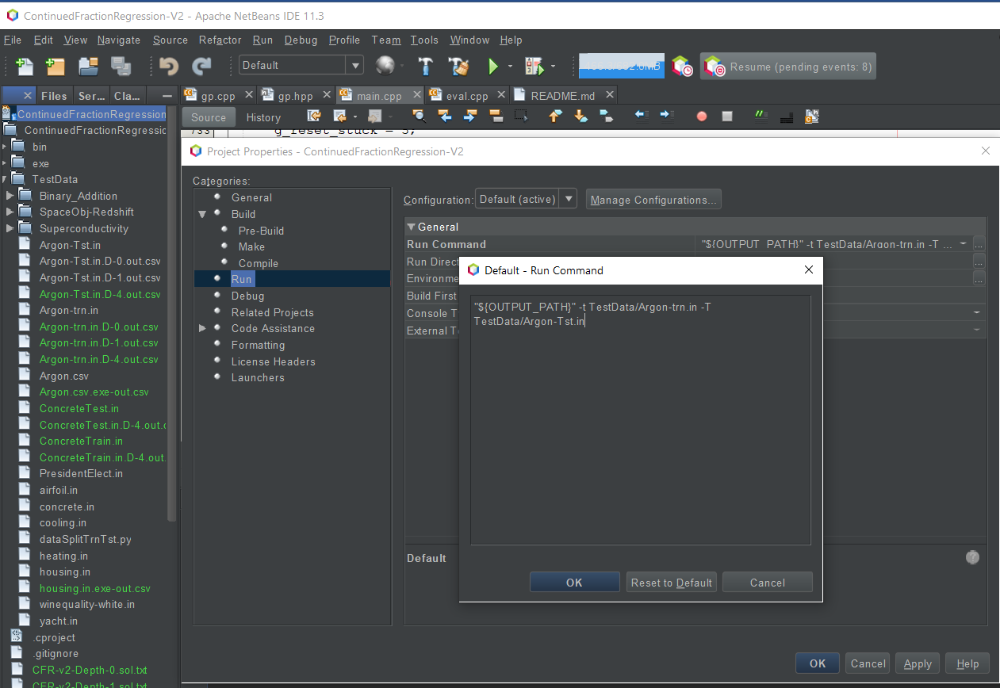 ContinuedFractionRegression-V2 - Apache NetBeans IDE 11.3
File Edit View Navigate Source Refactor Run Debug Profile Team Tools Window Help
Default
Resume (pending events: 8)
Files Ser... Cla...
gp.cpp gp.hpp main.cpp eval.cpp README.md
Source History
g_reset_stuck = 5;
ContinuedFractionRegression
ContinuedFractionRegressic
bin
exe
TestData
Binary_Addition
SpaceObj-Redshift
Superconductivity
Argon-Tst.in
Argon-Tst.in.D-0.out.csv
Argon-Tst.in.D-1.out.csv
Argon-Tst.in.D-4.out.csv
Argon-trn.in
Argon-trn.in.D-0.out.csv
Argon-trn.in.D-1.out.csv
Argon-trn.in.D-4.out.csv
Argon.csv
Argon.csv.exe-out.csv
ConcreteTest.in
ConcreteTest.in.D-4.out.c
ConcreteTrain.in
ConcreteTrain.in.D-4.out.
PresidentElect.in
airfoil.in
concrete.in
cooling.in
dataSplitTrnTst.py
heating.in
housing.in
housing.in.exe-out.csv
winequality-white.in
yacht.in
.cproject
.gitignore
CFR-v2-Depth-0.sol.txt
CFR-v2-Depth-1.sol.txt
Project Properties - ContinuedFractionRegression-V2
Categories:
General
Build
Pre-Build
Make
Compile
Run
Debug
Related Projects
Code Assistance
Formatting
License Headers
Launchers
Configuration: Default (active) Manage Configurations...
General
Run Command "${OUTPUT_PATH}" -t TestData/Argon-trn.in -T ... ...
Run Direct ...
Environme ...
Build First
Console T
External T
Default
Default - Run Command
"${OUTPUT_PATH}" -t TestData/Argon-trn.in -T
TestData/Argon-Tst.in
OK Reset to Default Cancel
OK Cancel Apply Help